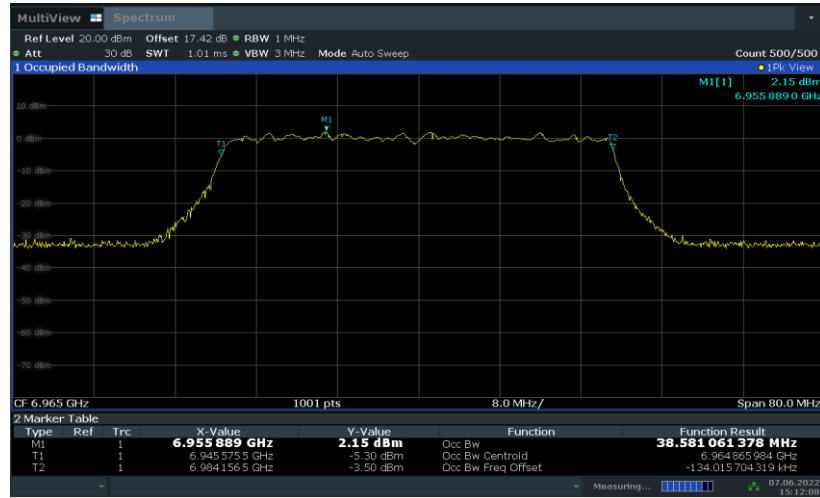 MultiView Spectrum
Ref Level 20.00 dBm Offset 17.42 dB RBW 1 MHz
Att 30 dB SWT 1.01 ms VBW 3 MHz Mode Auto Sweep Count 500/500
1 Occupied Bandwidth 1Pk View
M1[1] 2.15 dBm
6.955 889 0 GHz
10 dBm
M1
0 dBm
T1
T2
-10 dBm
-20 dBm
-30 dBm
-40 dBm
-50 dBm
-60 dBm
-70 dBm
CF 6.965 GHz 1001 pts 8.0 MHz/ Span 80.0 MHz
2 Marker Table
Type Ref Trc X-Value Y-Value Function Function Result
M1 1 6.955 889 GHz 2.15 dBm Occ Bw 38.581 061 378 MHz
T1 1 6.945 575 5 GHz -5.30 dBm Occ Bw Centroid 6.964 865 984 GHz
T2 1 6.984 156 5 GHz -3.50 dBm Occ Bw Freq Offset -134.015 704 319 kHz
Measuring... 07.06.2022
15:12:08